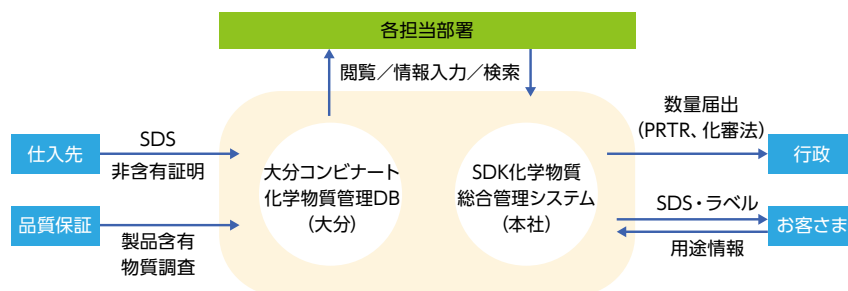 各担当部署
閲覧／情報入力／検索
仕入先
SDS
非含有証明
品質保証
製品含有
物質調査
大分コンビナート
化学物質管理DB
（大分）
SDK化学物質
総合管理システム
（本社）
数量届出
（PRTR、化審法）
行政
SDS・ラベル
お客さま
用途情報